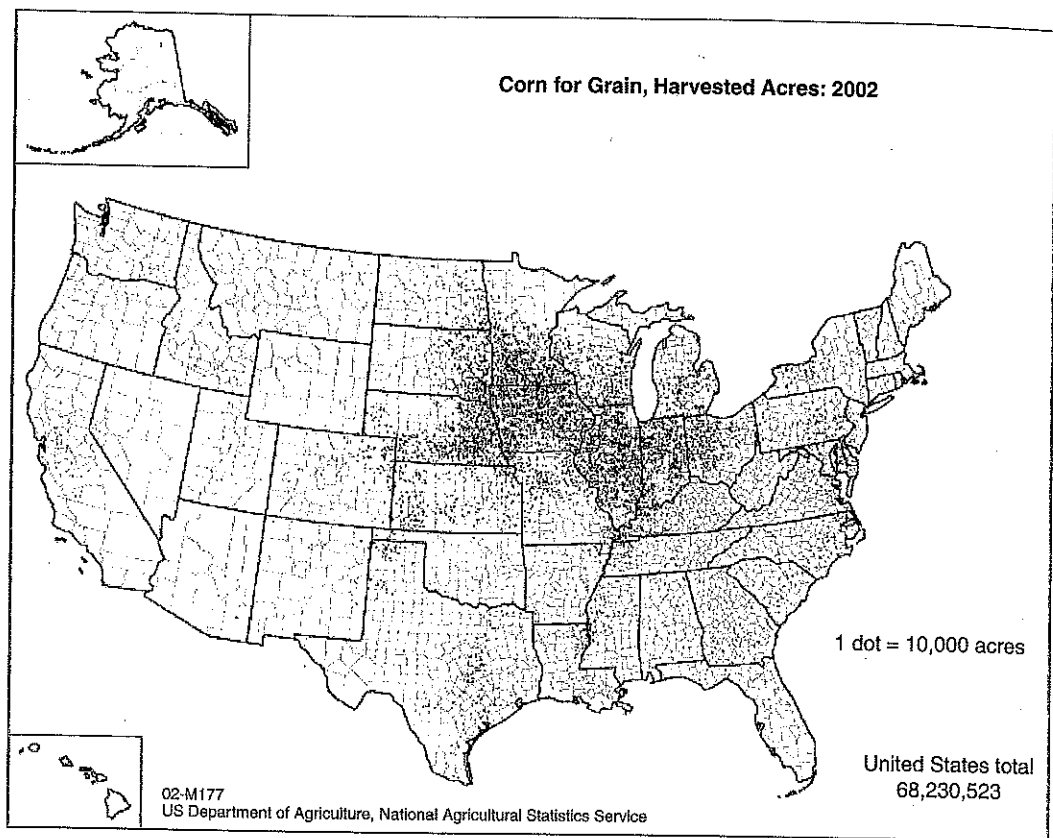 Corn for Grain, Harvested Acres: 2002
1 dot = 10,000 acres
United States total
68,230,523
02-M177
US Department of Agriculture, National Agricultural Statistics Service